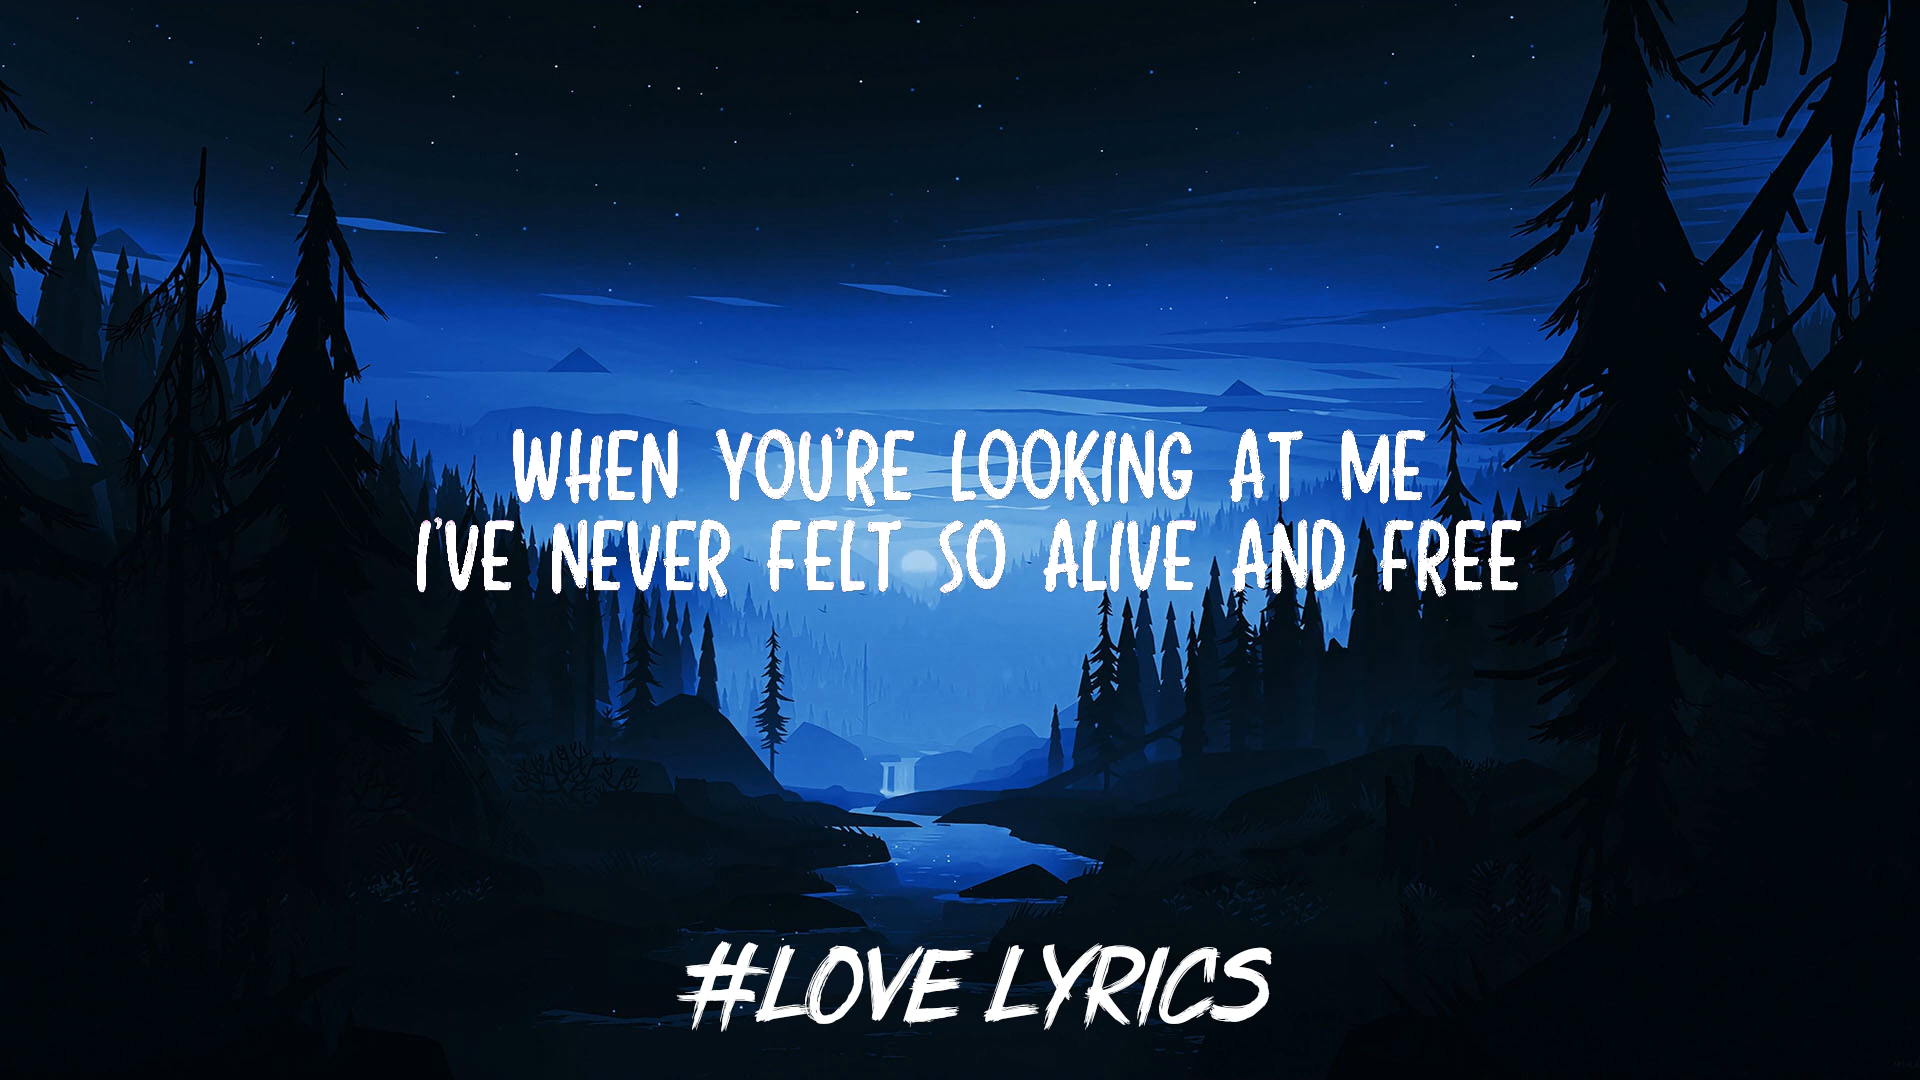 WHEN YOU'RE LOOKING AT ME
I'VE NEVER FELT SO ALIVE AND FREE
#LOVE LYRICS